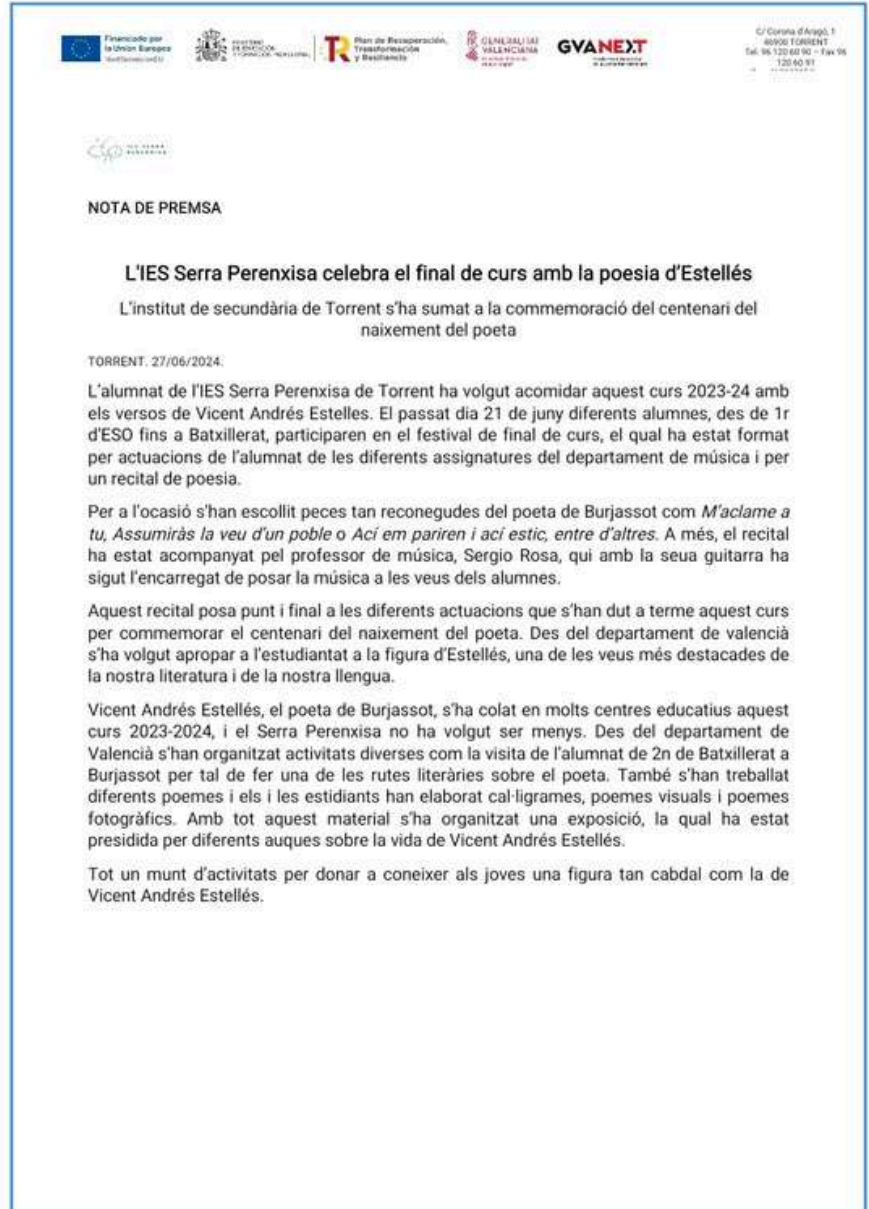 Financiado por
la Unión Europea
NextGenerationEU
Plan de Recuperación,
Transformación
y Resiliencia
GENERALITAT
VALENCIANA
GVANEXT
C/ Corona d'Aragó, 1
46900 TORRENT
Tel. 96 120 60 90 – Fax 96
120 60 91
IES SERRA
PERENXISA
NOTA DE PREMSA
L'IES Serra Perenxisa celebra el final de curs amb la poesia d'Estellés
L'institut de secundària de Torrent s'ha sumat a la commemoració del centenari del
naixement del poeta
TORRENT. 27/06/2024.
L'alumnat de l'IES Serra Perenxisa de Torrent ha volgut acomidar aquest curs 2023-24 amb
els versos de Vicent Andrés Estelles. El passat dia 21 de juny diferents alumnes, des de 1r
d'ESO fins a Batxillerat, participaren en el festival de final de curs, el qual ha estat format
per actuacions de l'alumnat de les diferents assignatures del departament de música i per
un recital de poesia.
Per a l'ocasió s'han escollit peces tan reconegudes del poeta de Burjassot com M'aclame a
tu, Assumiràs la veu d'un poble o Ací em pariren i ací estic, entre d'altres. A més, el recital
ha estat acompanyat pel professor de música, Sergio Rosa, qui amb la seua guitarra ha
sigut l'encarregat de posar la música a les veus dels alumnes.
Aquest recital posa punt i final a les diferents actuacions que s'han dut a terme aquest curs
per commemorar el centenari del naixement del poeta. Des del departament de valencià
s'ha volgut apropar a l'estudiantat a la figura d'Estellés, una de les veus més destacades de
la nostra literatura i de la nostra llengua.
Vicent Andrés Estellés, el poeta de Burjassot, s'ha colat en molts centres educatius aquest
curs 2023-2024, i el Serra Perenxisa no ha volgut ser menys. Des del departament de
Valencià s'han organitzat activitats diverses com la visita de l'alumnat de 2n de Batxillerat a
Burjassot per tal de fer una de les rutes literàries sobre el poeta. També s'han treballat
diferents poemes i els i les estidiants han elaborat cal·ligrames, poemes visuals i poemes
fotogràfics. Amb tot aquest material s'ha organitzat una exposició, la qual ha estat
presidida per diferents auques sobre la vida de Vicent Andrés Estellés.
Tot un munt d'activitats per donar a coneixer als joves una figura tan cabdal com la de
Vicent Andrés Estellés.